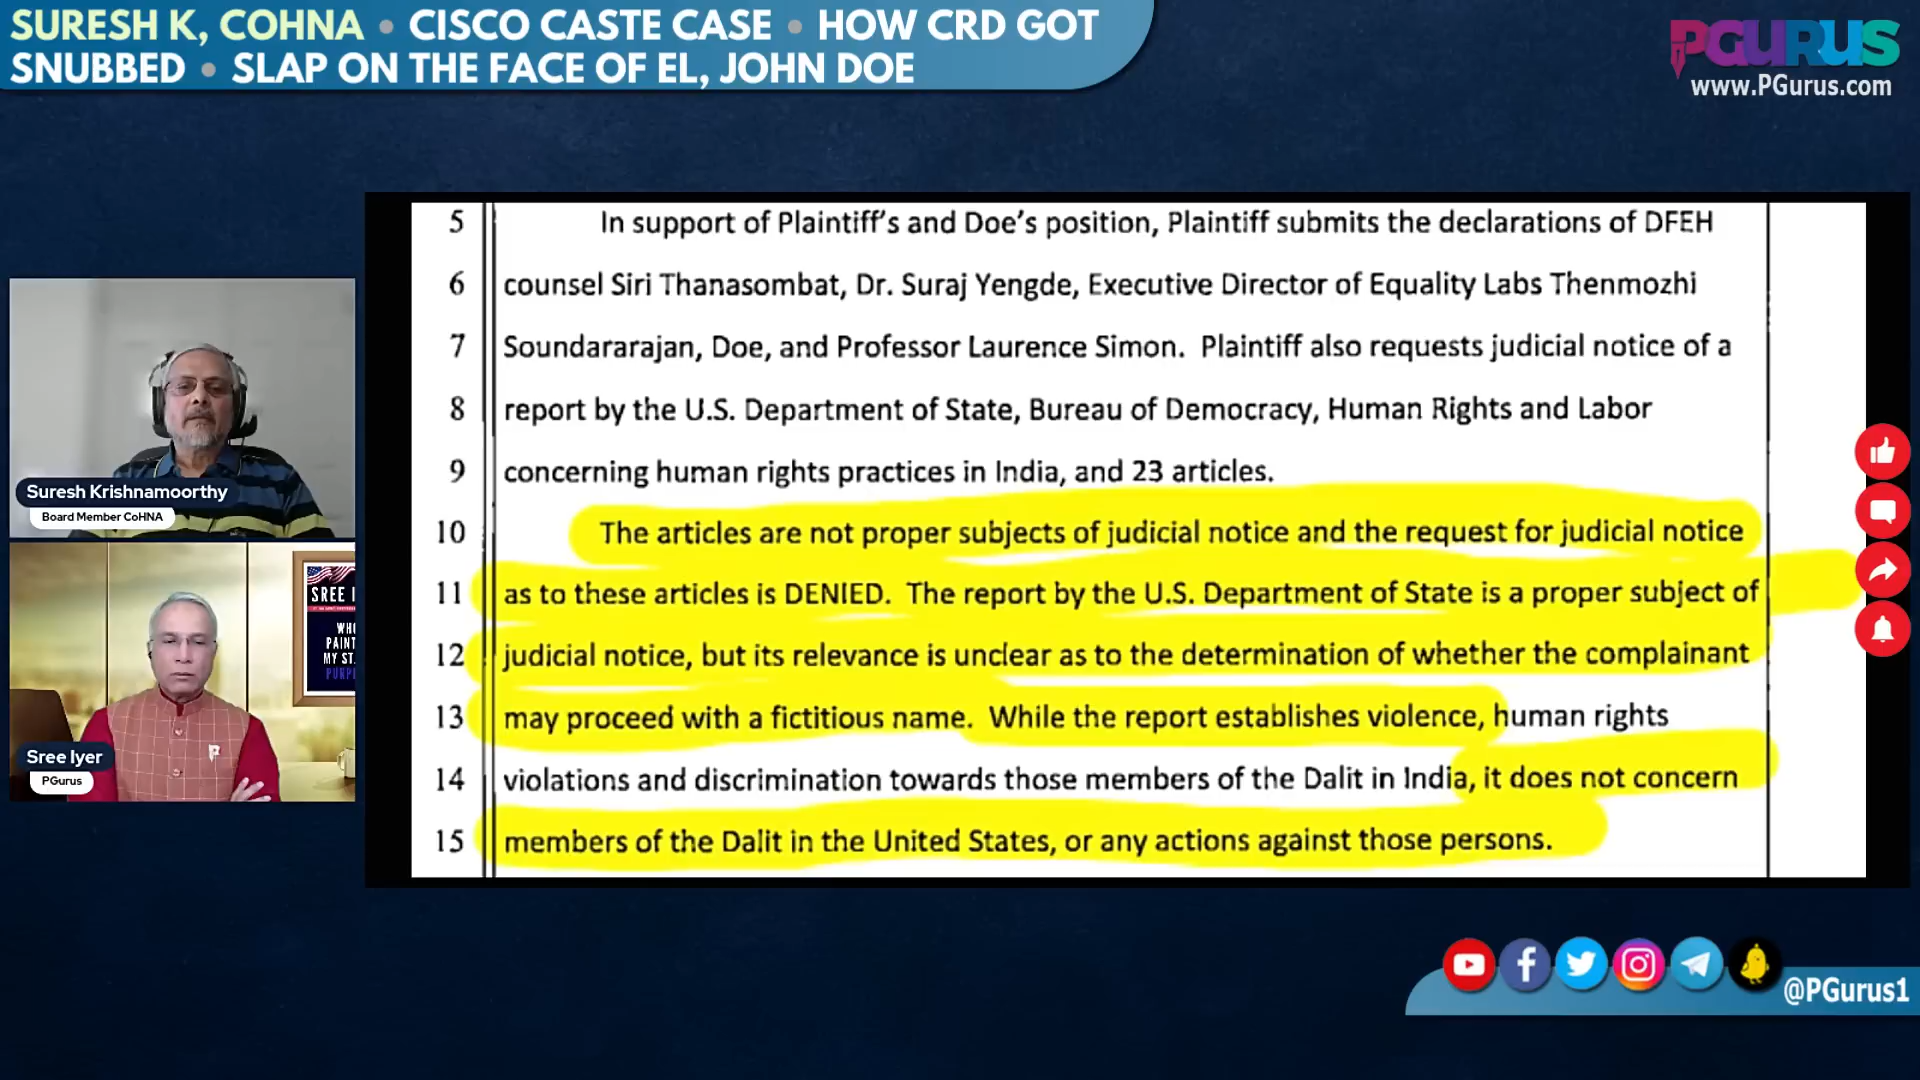 SURESH K, COHNA • CISCO CASTE CASE • HOW CRD GOT
SNUBBED • SLAP ON THE FACE OF EL, JOHN DOE
PGURUS
www.PGurus.com
5 In support of Plaintiff's and Doe's position, Plaintiff submits the declarations of DFEH
6 counsel Siri Thanasombat, Dr. Suraj Yengde, Executive Director of Equality Labs Thenmozhi
7 Soundararajan, Doe, and Professor Laurence Simon. Plaintiff also requests judicial notice of a
8 report by the U.S. Department of State, Bureau of Democracy, Human Rights and Labor
9 concerning human rights practices in India, and 23 articles.
10 The articles are not proper subjects of judicial notice and the request for judicial notice
11 as to these articles is DENIED. The report by the U.S. Department of State is a proper subject of
12 judicial notice, but its relevance is unclear as to the determination of whether the complainant
13 may proceed with a fictitious name. While the report establishes violence, human rights
14 violations and discrimination towards those members of the Dalit in India, it does not concern
15 members of the Dalit in the United States, or any actions against those persons.
Suresh Krishnamoorthy
Board Member CoHNA
SREE I
WHO
PAINT
MY ST
PURP
Sree Iyer
PGurus
@PGurus1